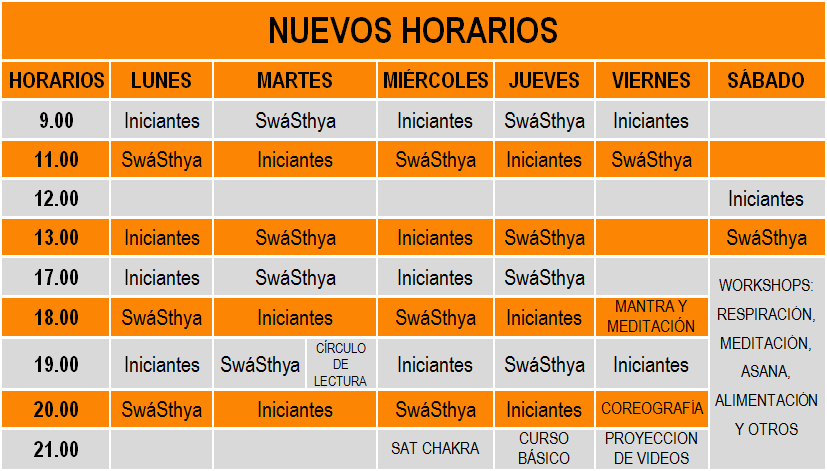 NUEVOS HORARIOS
HORARIOS LUNES MARTES MIÉRCOLES JUEVES VIERNES SÁBADO
9.00 Iniciantes SwáSthya Iniciantes SwáSthya Iniciantes
11.00 SwáSthya Iniciantes SwáSthya Iniciantes SwáSthya
12.00 Iniciantes
13.00 Iniciantes SwáSthya Iniciantes SwáSthya SwáSthya
17.00 Iniciantes SwáSthya Iniciantes SwáSthya
18.00 SwáSthya Iniciantes SwáSthya Iniciantes MANTRA Y
MEDITACIÓN
19.00 Iniciantes SwáSthya CÍRCULO
DE
LECTURA
Iniciantes SwáSthya Iniciantes
20.00 SwáSthya Iniciantes SwáSthya Iniciantes COREOGRAFÍA
21.00 SAT CHAKRA CURSO
BÁSICO
PROYECCION
DE VIDEOS
WORKSHOPS:
RESPIRACIÓN,
MEDITACIÓN,
ASANA,
ALIMENTACIÓN
Y OTROS